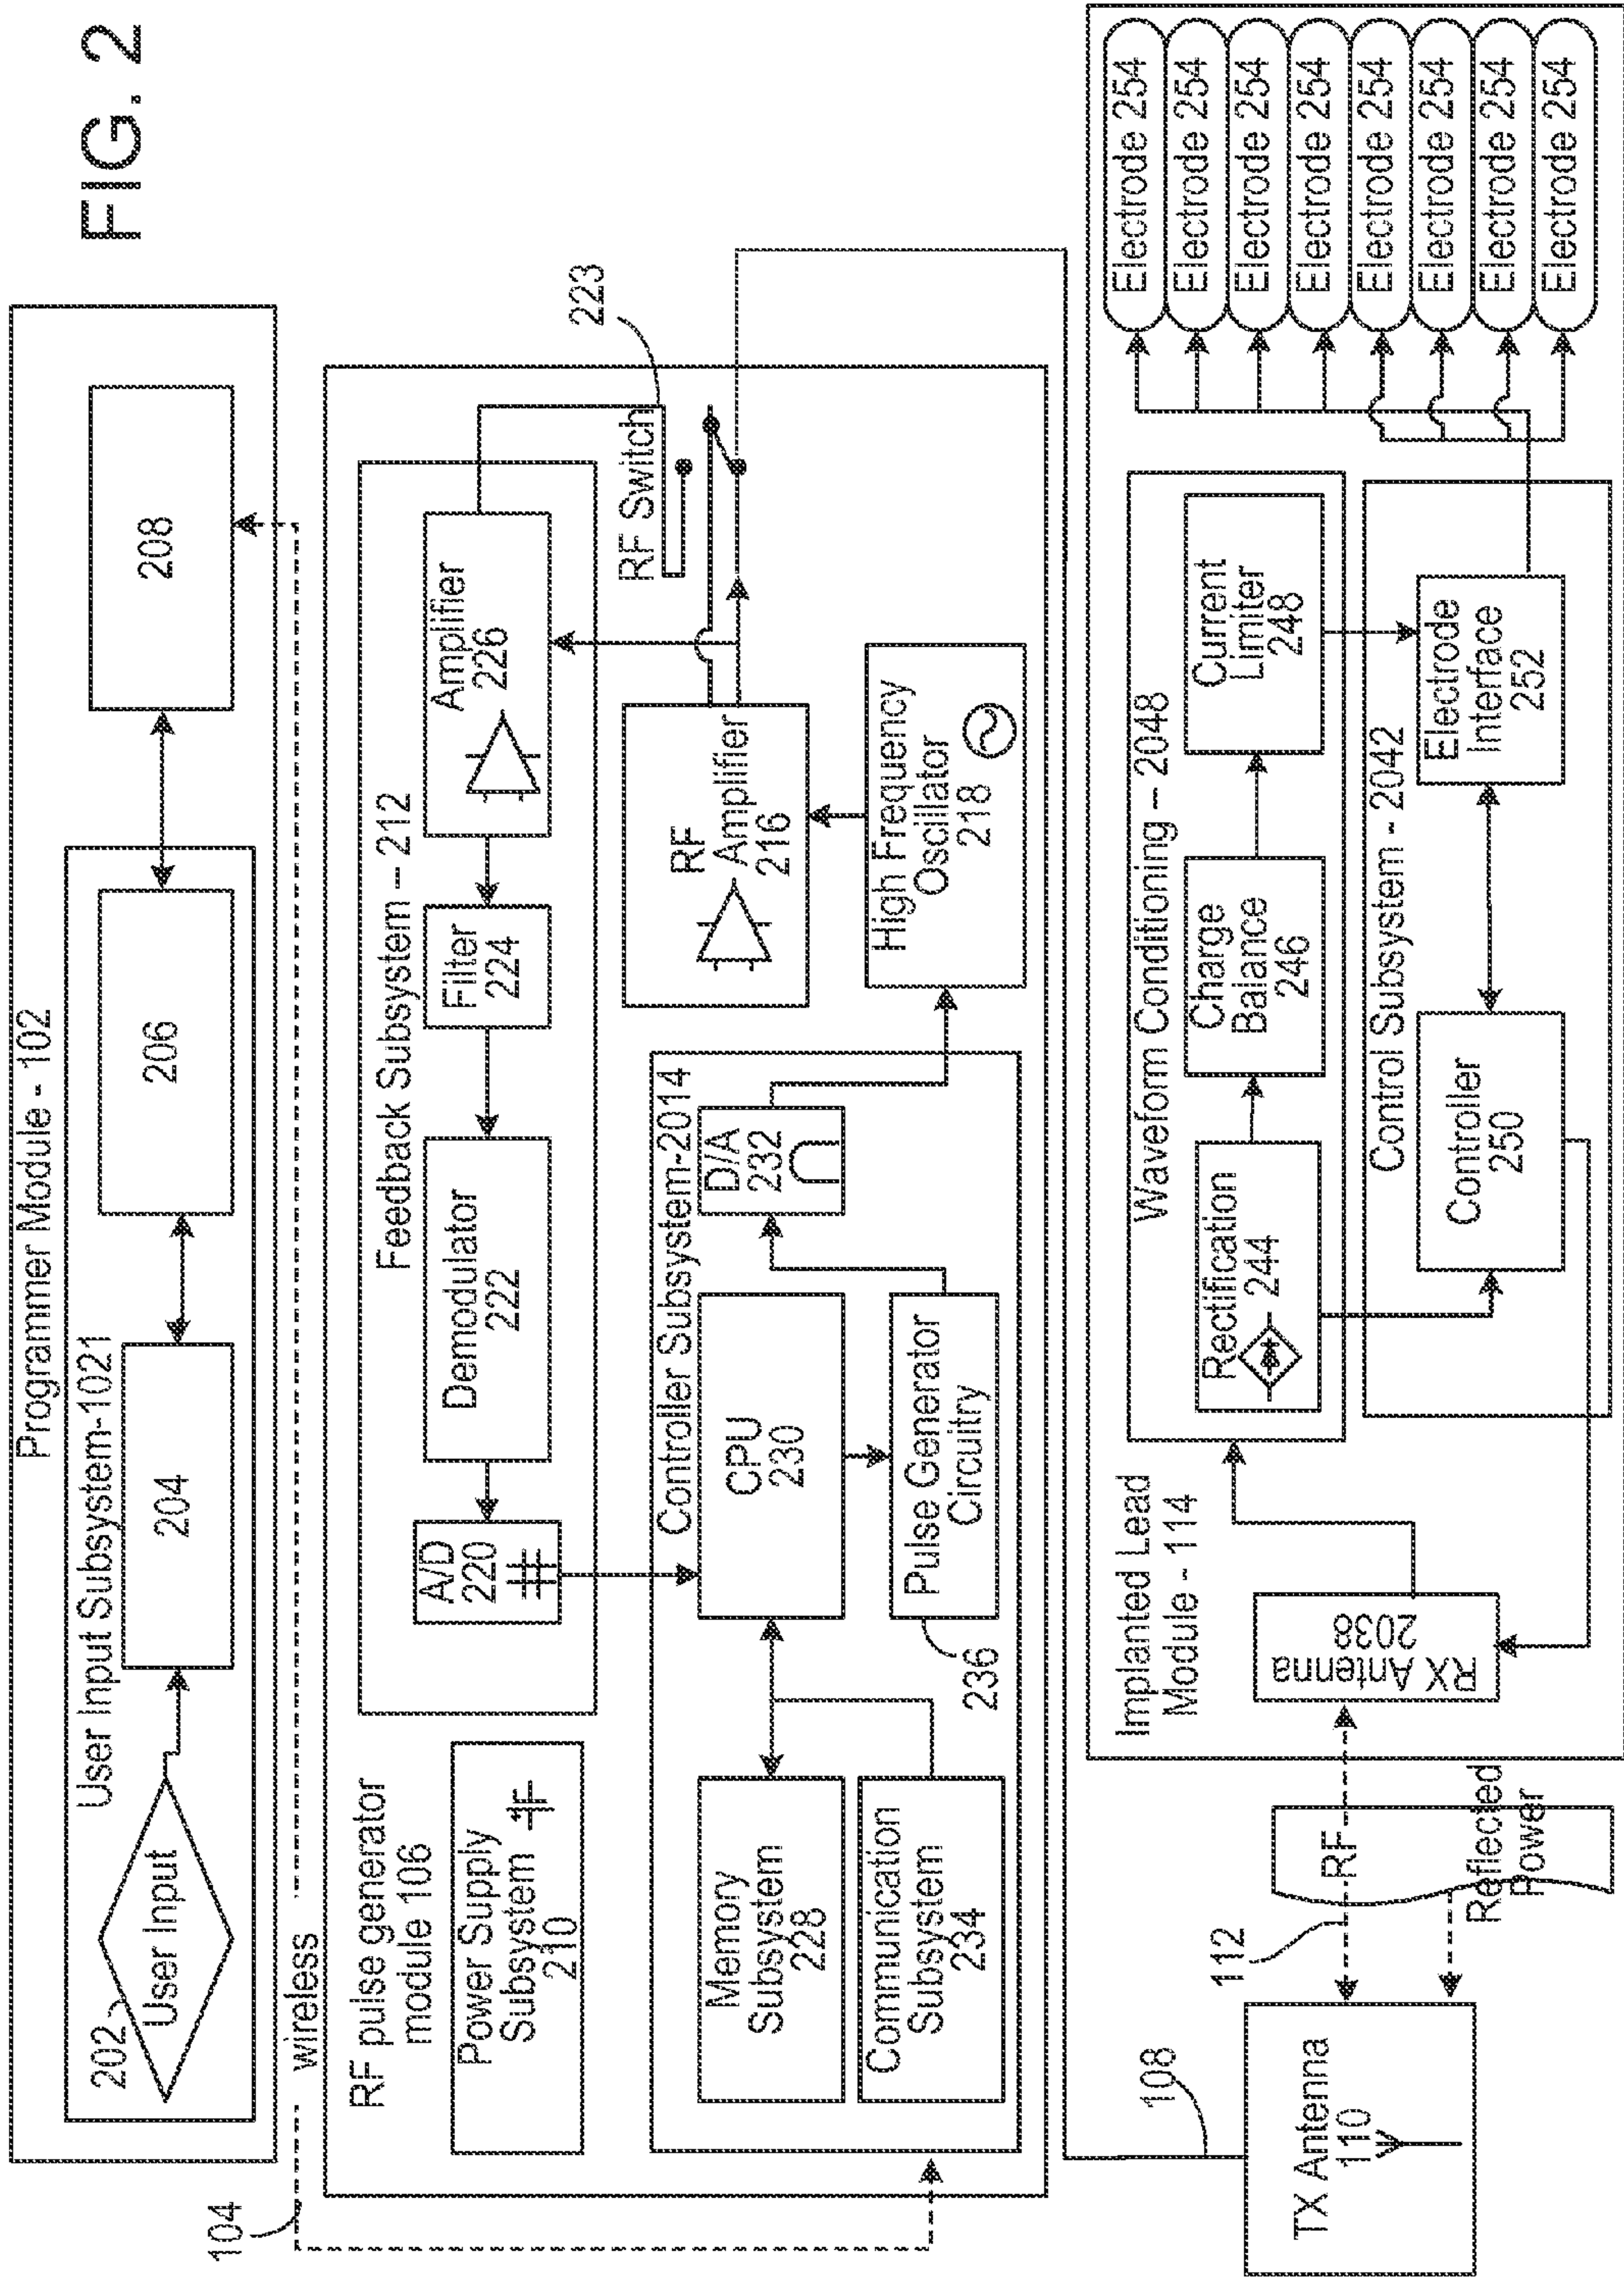 FIG. 2
Programmer Module - 102
User Input Subsystem-1021
202
User Input
204
206
208
104
wireless
RF pulse generator
module 106
Power Supply
Subsystem
210
Feedback Subsystem – 212
A/D
220
Demodulator
222
Filter
224
Amplifier
226
223
RF Switch
RF
Amplifier
216
High Frequency
Oscillator
218
Controller Subsystem-2014
Memory
Subsystem
228
Communication
Subsystem
234
CPU
230
Pulse Generator
Circuitry
236
D/A
232
108
TX Antenna
110
112
RF
Reflected
Power
Implanted Lead
Module - 114
RX Antenna
2038
Waveform Conditioning – 2048
Rectification
244
Charge
Balance
246
Current
Limiter
248
Control Subsystem - 2042
Controller
250
Electrode
Interface
252
Electrode 254
Electrode 254
Electrode 254
Electrode 254
Electrode 254
Electrode 254
Electrode 254
Electrode 254